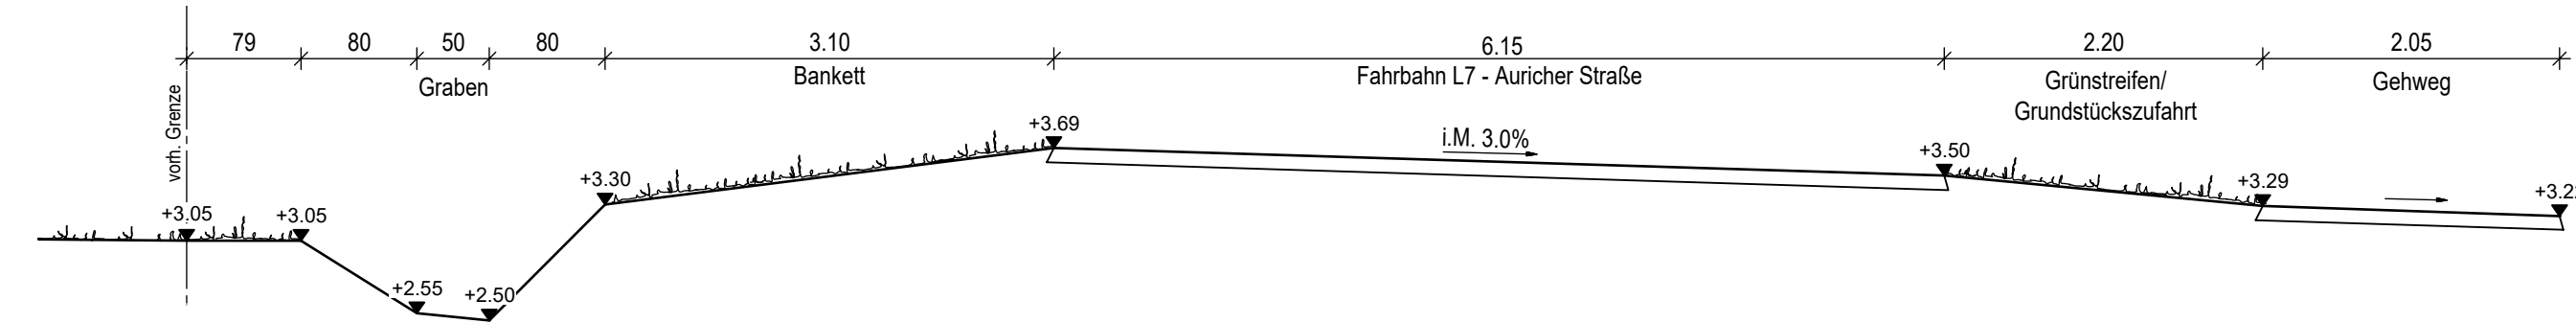 79 80 50 80 3.10 6.15 2.20 2.05
Graben Bankett Fahrbahn L7 - Auricher Straße Grünstreifen/ Gehweg
Grundstückszufahrt
vorh. Grenze
+3.69 i.M. 3.0% +3.50
+3.30 +3.29
+3.05 +3.05
+2.55 +2.50